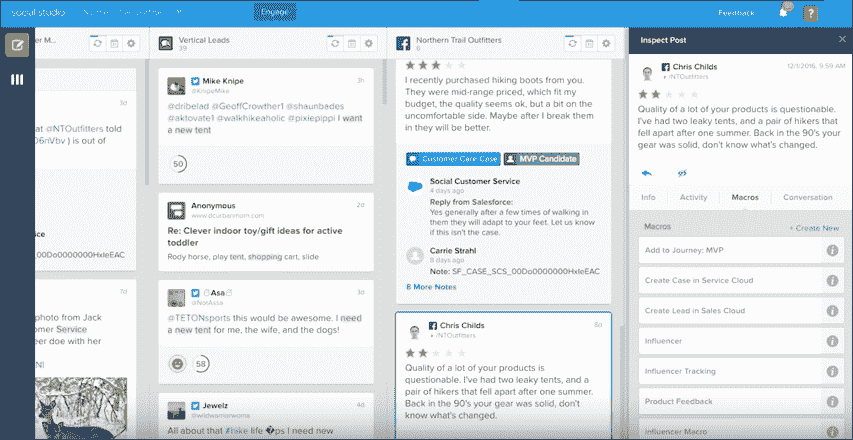 social studio
Engage
Feedback
er M...
5d
at @NTOutfitters told
06nVbv ) is out of
ce
_00Do0000000HxIeEAC
7d
photo from Jack
omer Service
eer doe with her
Vertical Leads
39
Mike Knipe
3h
@KnipeMike
@dribelad @GeoffCrowther1 @shaunbades
@aktovate1 @walkhikeaholic @pixiepippi I want
a new tent
50
Anonymous
2d
www.dcurbanmom.com
Re: Clever indoor toy/gift ideas for active
toddler
Rody horse, play tent, shopping cart, slide
Asa
3d
@NotAssa
@TETONsports this would be awesome. I need
a new tent for me, the wife, and the dogs!
58
Jewelz
4d
All about that #hike life �ps I need new
Northern Trail Outfitters
6
I recently purchased hiking boots from you.
They were mid-range priced, which fit my
budget, the quality seems ok, but a bit on the
uncomfortable side. Maybe after I break them
in they will be better.
Customer Care Case
MVP Candidate
Social Customer Service
4 days ago
Reply from Salesforce:
Yes generally after a few times of walking in
them they will adapt to your feet. Let us know
if this isn't the case.
Carrie Strahl
8 days ago
Note: SF_CASE_SCS_00Do0000000HxIeEAC
8 More Notes
Chris Childs
5d
/NTOutfitters
Quality of a lot of your products is
questionable. I've had two leaky tents, and a
pair of hikers that fell apart after one summer.
Back in the 90's your gear was solid, don't
know what's changed.
Inspect Post
Chris Childs
12/1/2016, 9:59 AM
/NTOutfitters
Quality of a lot of your products is questionable.
I've had two leaky tents, and a pair of hikers that
fell apart after one summer. Back in the 90's your
gear was solid, don't know what's changed.
Info
Activity
Macros
Conversation
Macros
+ Create New
Add to Journey: MVP
Create Case in Service Cloud
Create Lead in Sales Cloud
Influencer
Influencer Tracking
Product Feedback
Influencer Macro